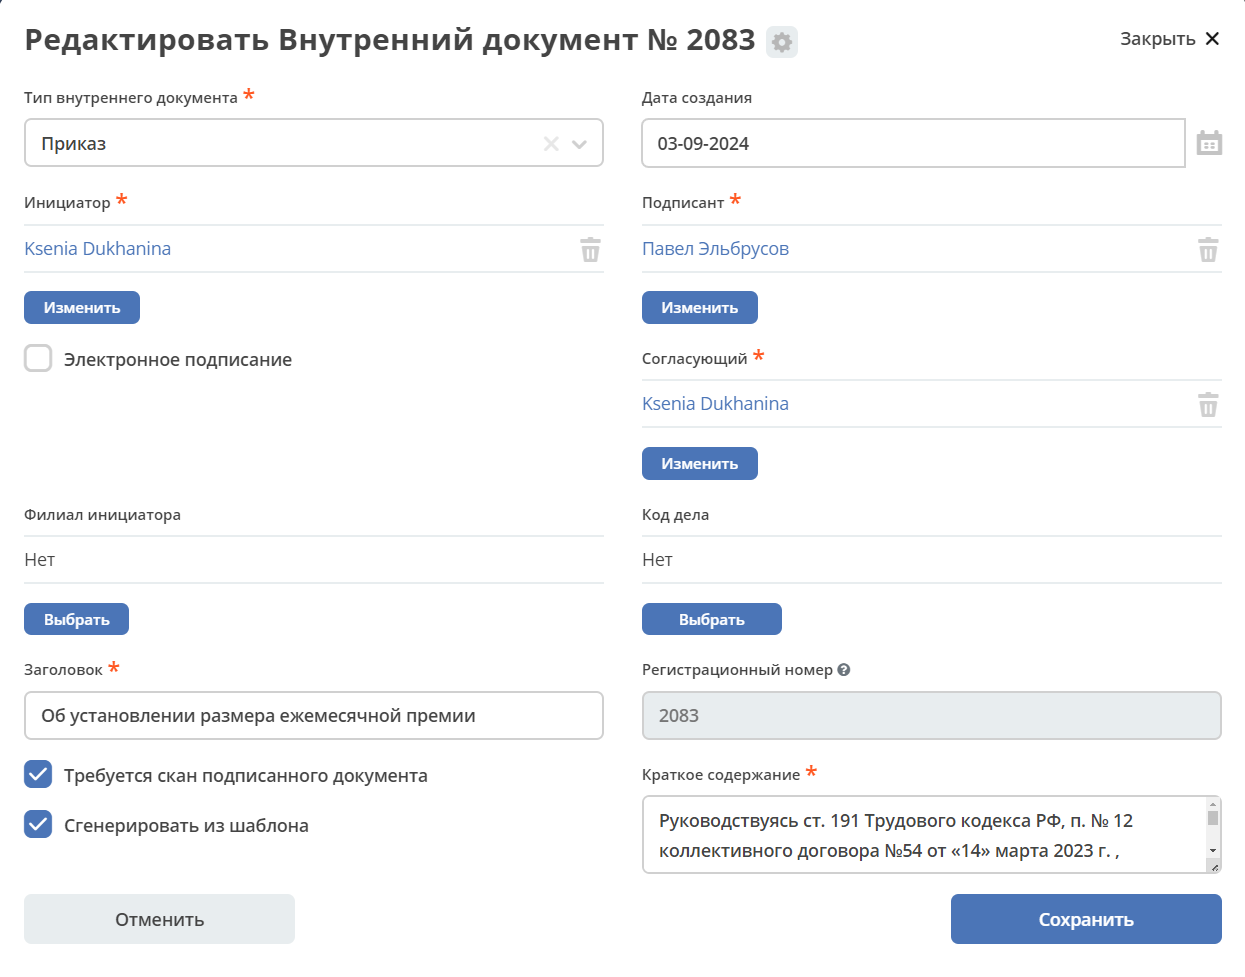 Редактировать Внутренний документ № 2083
Закрыть
Тип внутреннего документа *
Дата создания
Приказ
03-09-2024
Инициатор *
Подписант *
Ksenia Dukhanina
Павел Эльбрусов
Изменить
Изменить
Электронное подписание
Согласующий *
Ksenia Dukhanina
Изменить
Филиал инициатора
Код дела
Нет
Нет
Выбрать
Выбрать
Заголовок *
Регистрационный номер ?
Об установлении размера ежемесячной премии
2083
Требуется скан подписанного документа
Краткое содержание *
Сгенерировать из шаблона
Руководствуясь ст. 191 Трудового кодекса РФ, п. № 12
коллективного договора №54 от «14» марта 2023 г. ,
Отменить
Сохранить